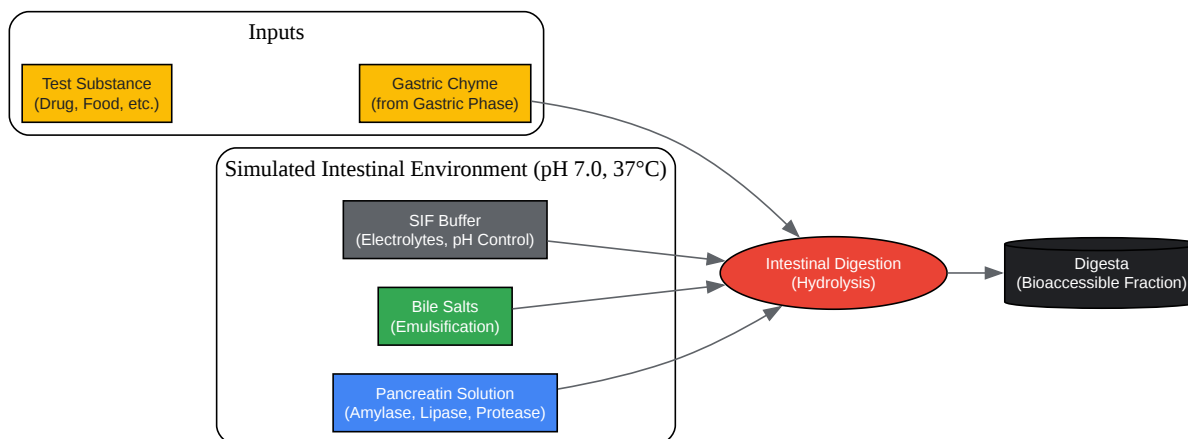 Inputs
Test Substance
(Drug, Food, etc.)
Gastric Chyme
(from Gastric Phase)
Simulated Intestinal Environment (pH 7.0, 37°C)
SIF Buffer
(Electrolytes, pH Control)
Bile Salts
(Emulsification)
Pancreatin Solution
(Amylase, Lipase, Protease)
Intestinal Digestion
(Hydrolysis)
Digesta
(Bioaccessible Fraction)